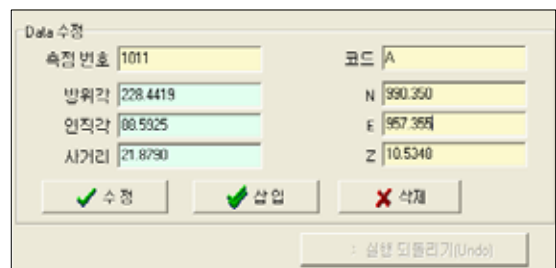 Data 수정
측점 번호 1011 코드 A
방위각 228.4419 N 990.350
연직각 88.5925 E 957.355
사거리 21.8790 Z 10.5348
수 정 삽 입 삭제
: 실행 되돌리기(Undo)